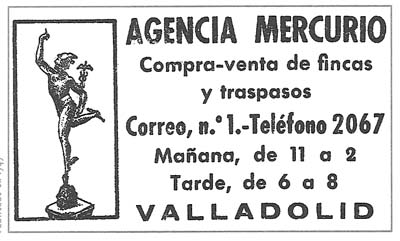 AGENCIA MERCURIO
Compra-venta de fincas
y traspasos
Correo, n.º 1.-Teléfono 2067
Mañana, de 11 a 2
Tarde, de 6 a 8
VALLADOLID